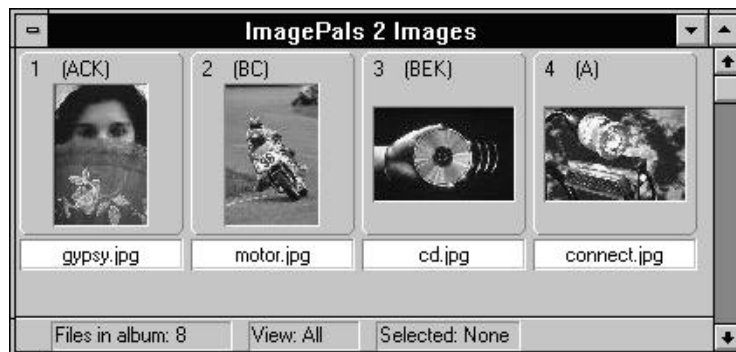 ImagePals 2 Images
1 (ACK) 2 (BC) 3 (BEK) 4 (A)
gypsy.jpg motor.jpg cd.jpg connect.jpg
Files in album: 8 View: All Selected: None